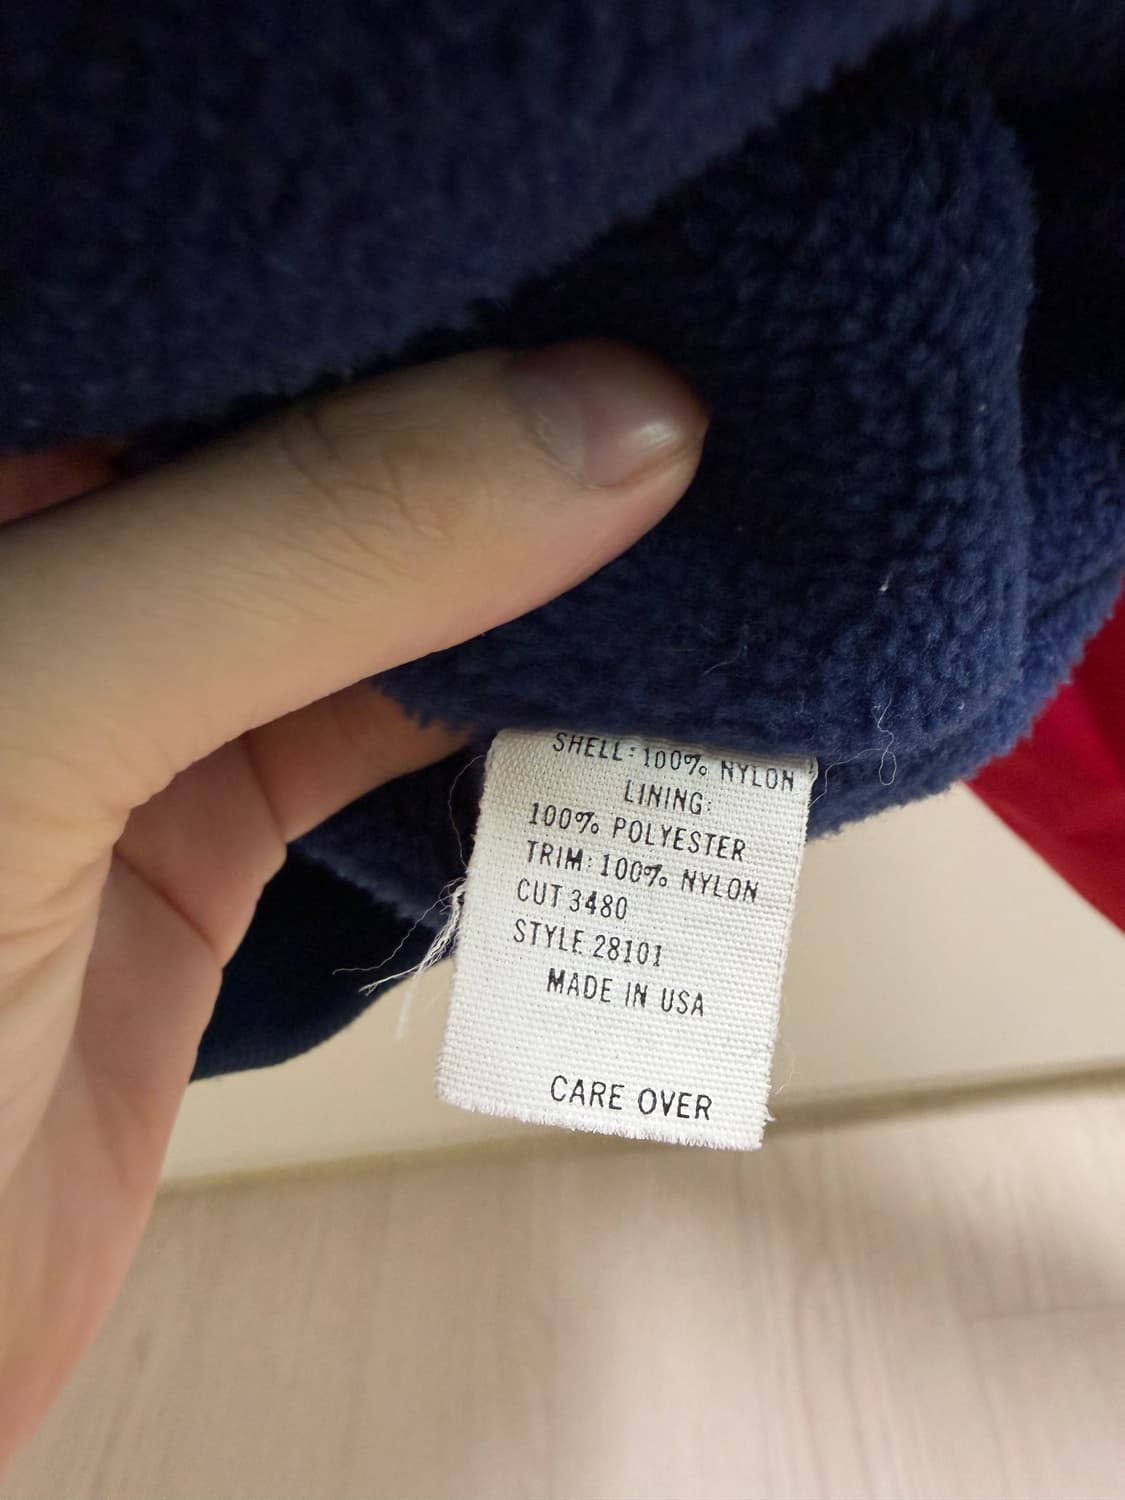 SHELL: 100% NYLON
LINING:
100% POLYESTER
TRIM: 100% NYLON
CUT 3480
STYLE 28101
MADE IN USA
CARE OVER